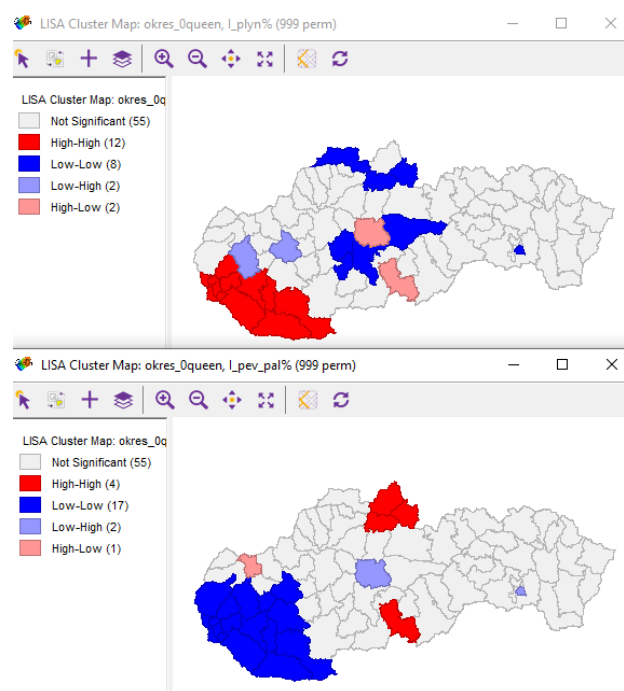 LISA Cluster Map: okres_0queen, I_plyn% (999 perm)
LISA Cluster Map: okres_0q
Not Significant (55)
High-High (12)
Low-Low (8)
Low-High (2)
High-Low (2)
LISA Cluster Map: okres_0queen, I_pev_pal% (999 perm)
LISA Cluster Map: okres_0q
Not Significant (55)
High-High (4)
Low-Low (17)
Low-High (2)
High-Low (1)